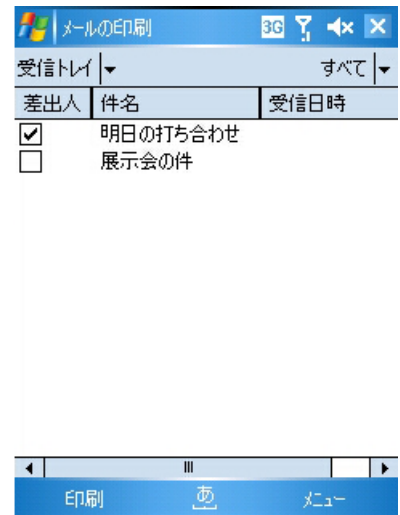 メールの印刷 3G
受信トレイ すべて
差出人 件名 受信日時
明日の打ち合わせ
展示会の件
印刷 あ メニュー